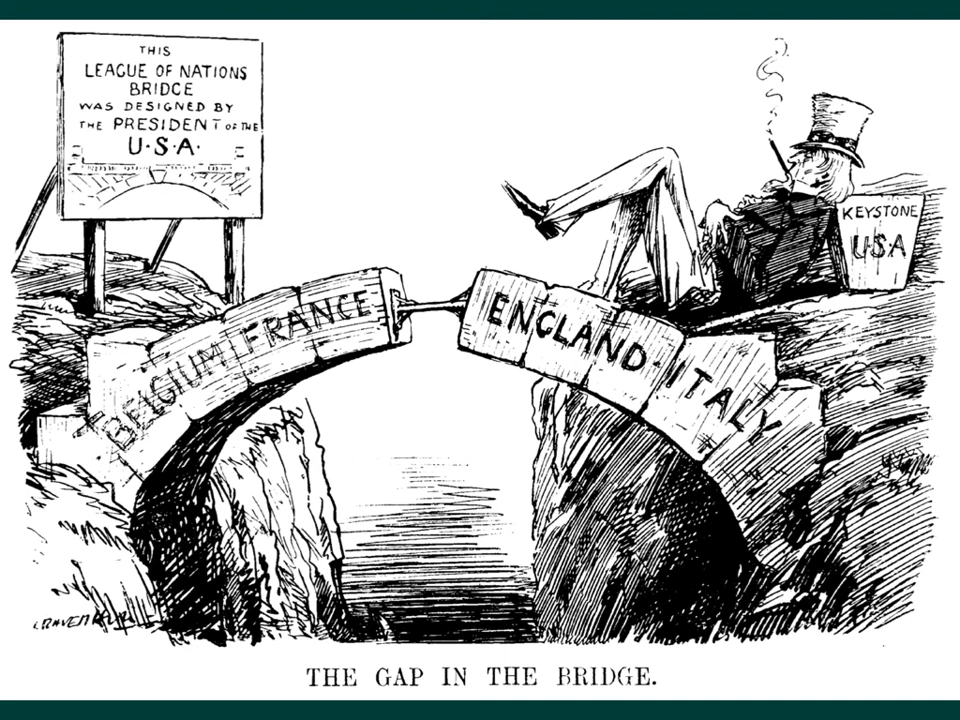 THIS
LEAGUE OF NATIONS
BRIDGE
WAS DESIGNED BY
THE PRESIDENT OF THE
U.S.A.
KEYSTONE
U.S.A
BELGIUM
FRANCE
ENGLAND
ITALY
THE GAP IN THE BRIDGE.